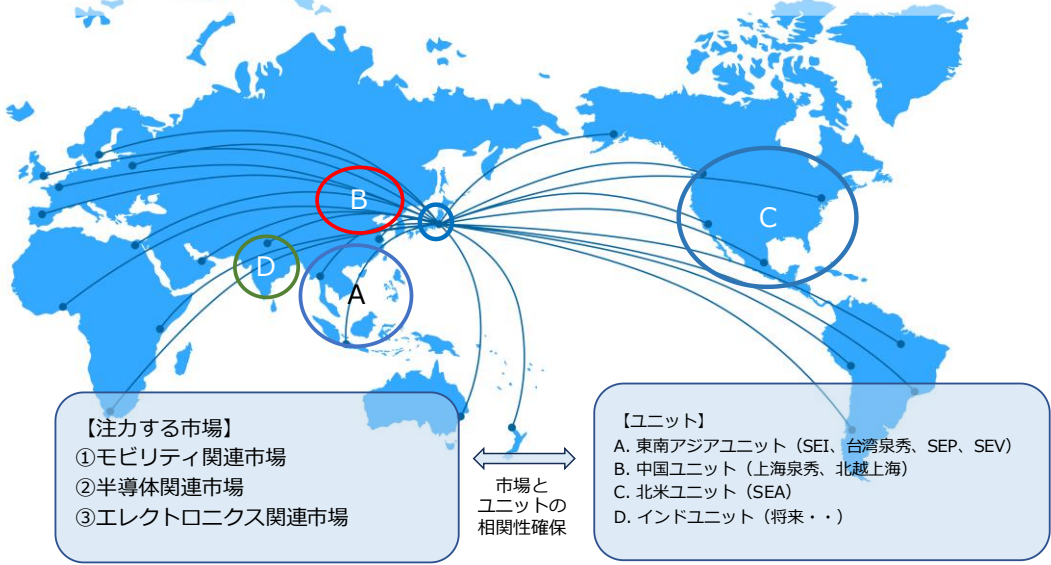 B
C
D
A
【注力する市場】
①モビリティ関連市場
②半導体関連市場
③エレクトロニクス関連市場
市場と
ユニットの
相関性確保
【ユニット】
A. 東南アジアユニット（SEI、台湾泉秀、SEP、SEV）
B. 中国ユニット（上海泉秀、北越上海）
C. 北米ユニット（SEA）
D. インドユニット（将来・・）